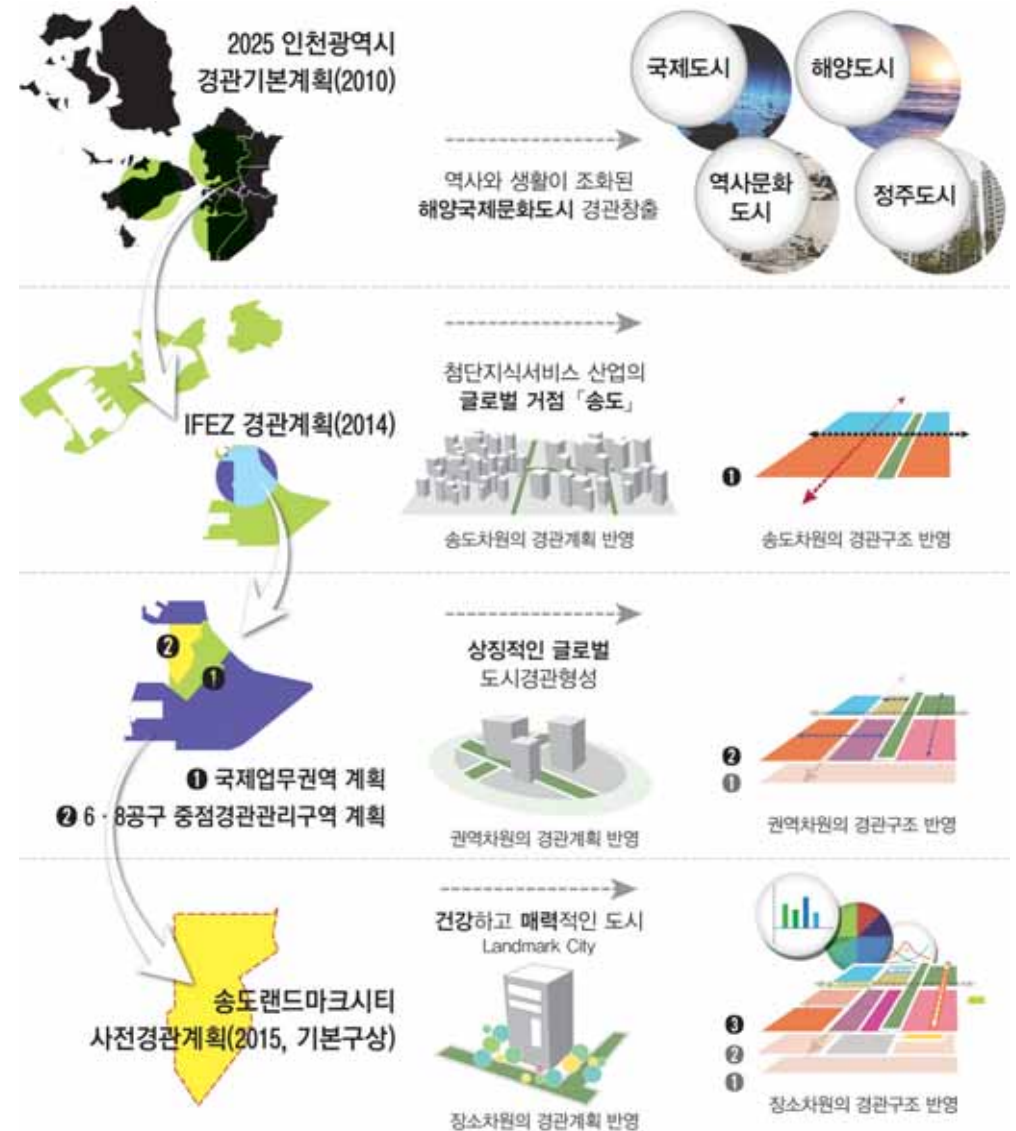 2025 인천광역시
경관기본계획(2010)
역사와 생활이 조화된
해양국제문화도시 경관창출
국제도시
해양도시
역사문화
도시
정주도시
IFEZ 경관계획(2014)
첨단지식서비스 산업의
글로벌 거점 「송도」
송도차원의 경관계획 반영
❶
송도차원의 경관구조 반영
❷
❶
❶ 국제업무권역 계획
❷ 6 · 8공구 중점경관관리구역 계획
상징적인 글로벌
도시경관형성
권역차원의 경관계획 반영
❷
①
권역차원의 경관구조 반영
송도랜드마크시티
사전경관계획(2015, 기본구상)
건강하고 매력적인 도시
Landmark City
장소차원의 경관계획 반영
❸
②
①
장소차원의 경관구조 반영